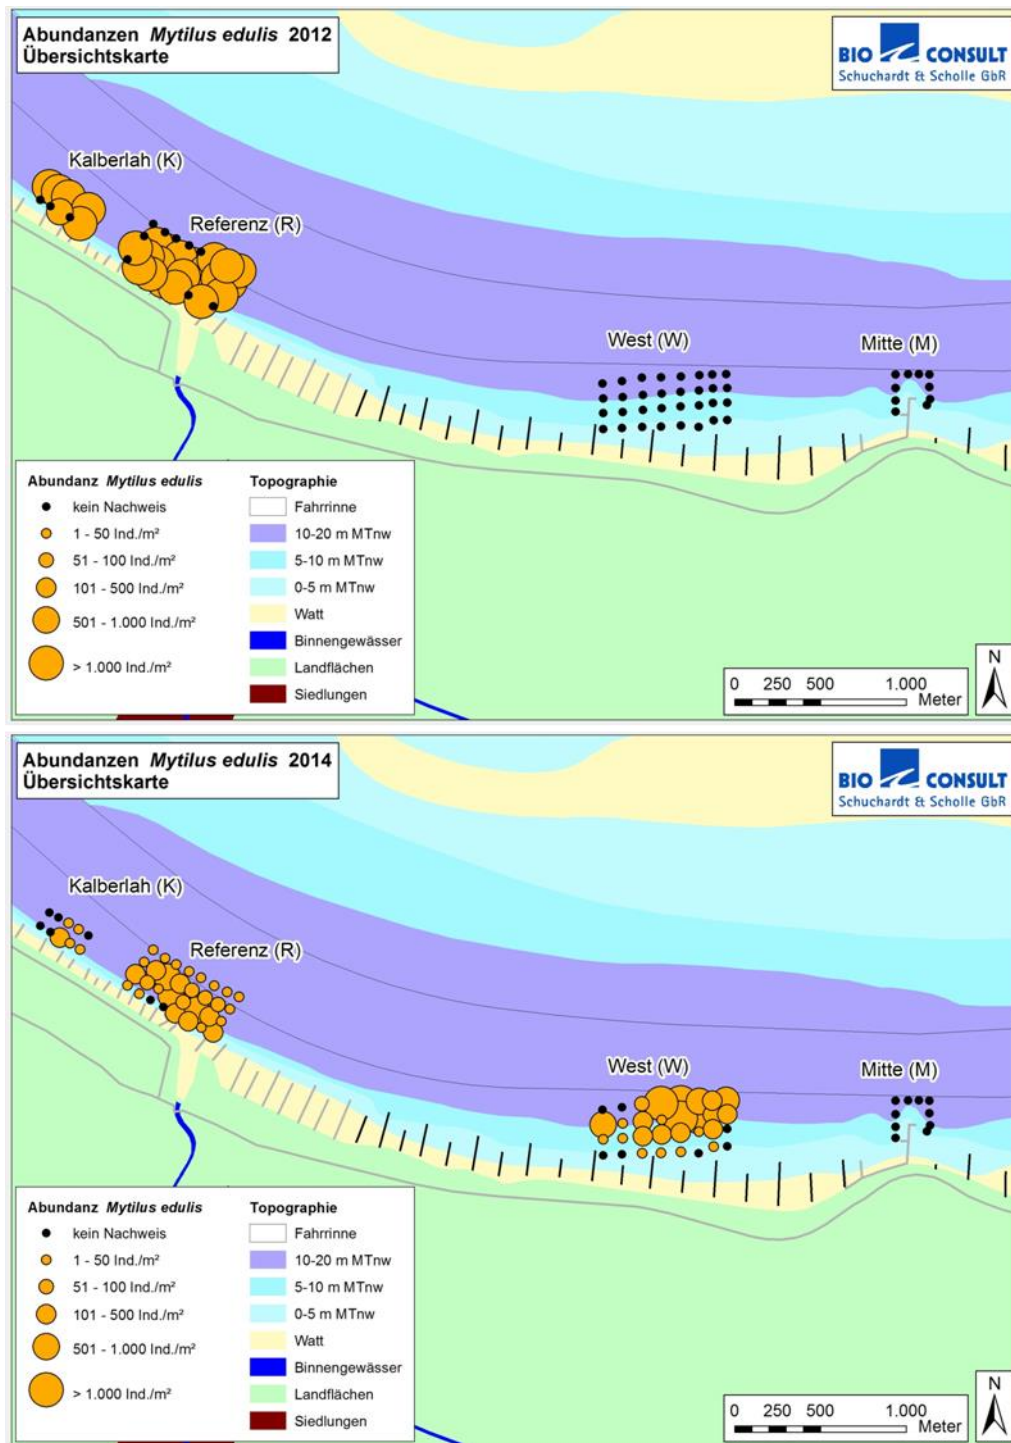 Abundanzen Mytilus edulis 2012
Übersichtskarte
BIO CONSULT
Schuchardt & Scholle GbR
Kalberlah (K)
Referenz (R)
West (W)
Mitte (M)
Abundanz Mytilus edulis
kein Nachweis
1 - 50 Ind./m²
51 - 100 Ind./m²
101 - 500 Ind./m²
501 - 1.000 Ind./m²
> 1.000 Ind./m²
Topographie
Fahrrinne
10-20 m MTnw
5-10 m MTnw
0-5 m MTnw
Watt
Binnengewässer
Landflächen
Siedlungen
0 250 500 1.000
Meter
N
Abundanzen Mytilus edulis 2014
Übersichtskarte
BIO CONSULT
Schuchardt & Scholle GbR
Kalberlah (K)
Referenz (R)
West (W)
Mitte (M)
Abundanz Mytilus edulis
kein Nachweis
1 - 50 Ind./m²
51 - 100 Ind./m²
101 - 500 Ind./m²
501 - 1.000 Ind./m²
> 1.000 Ind./m²
Topographie
Fahrrinne
10-20 m MTnw
5-10 m MTnw
0-5 m MTnw
Watt
Binnengewässer
Landflächen
Siedlungen
0 250 500 1.000
Meter
N